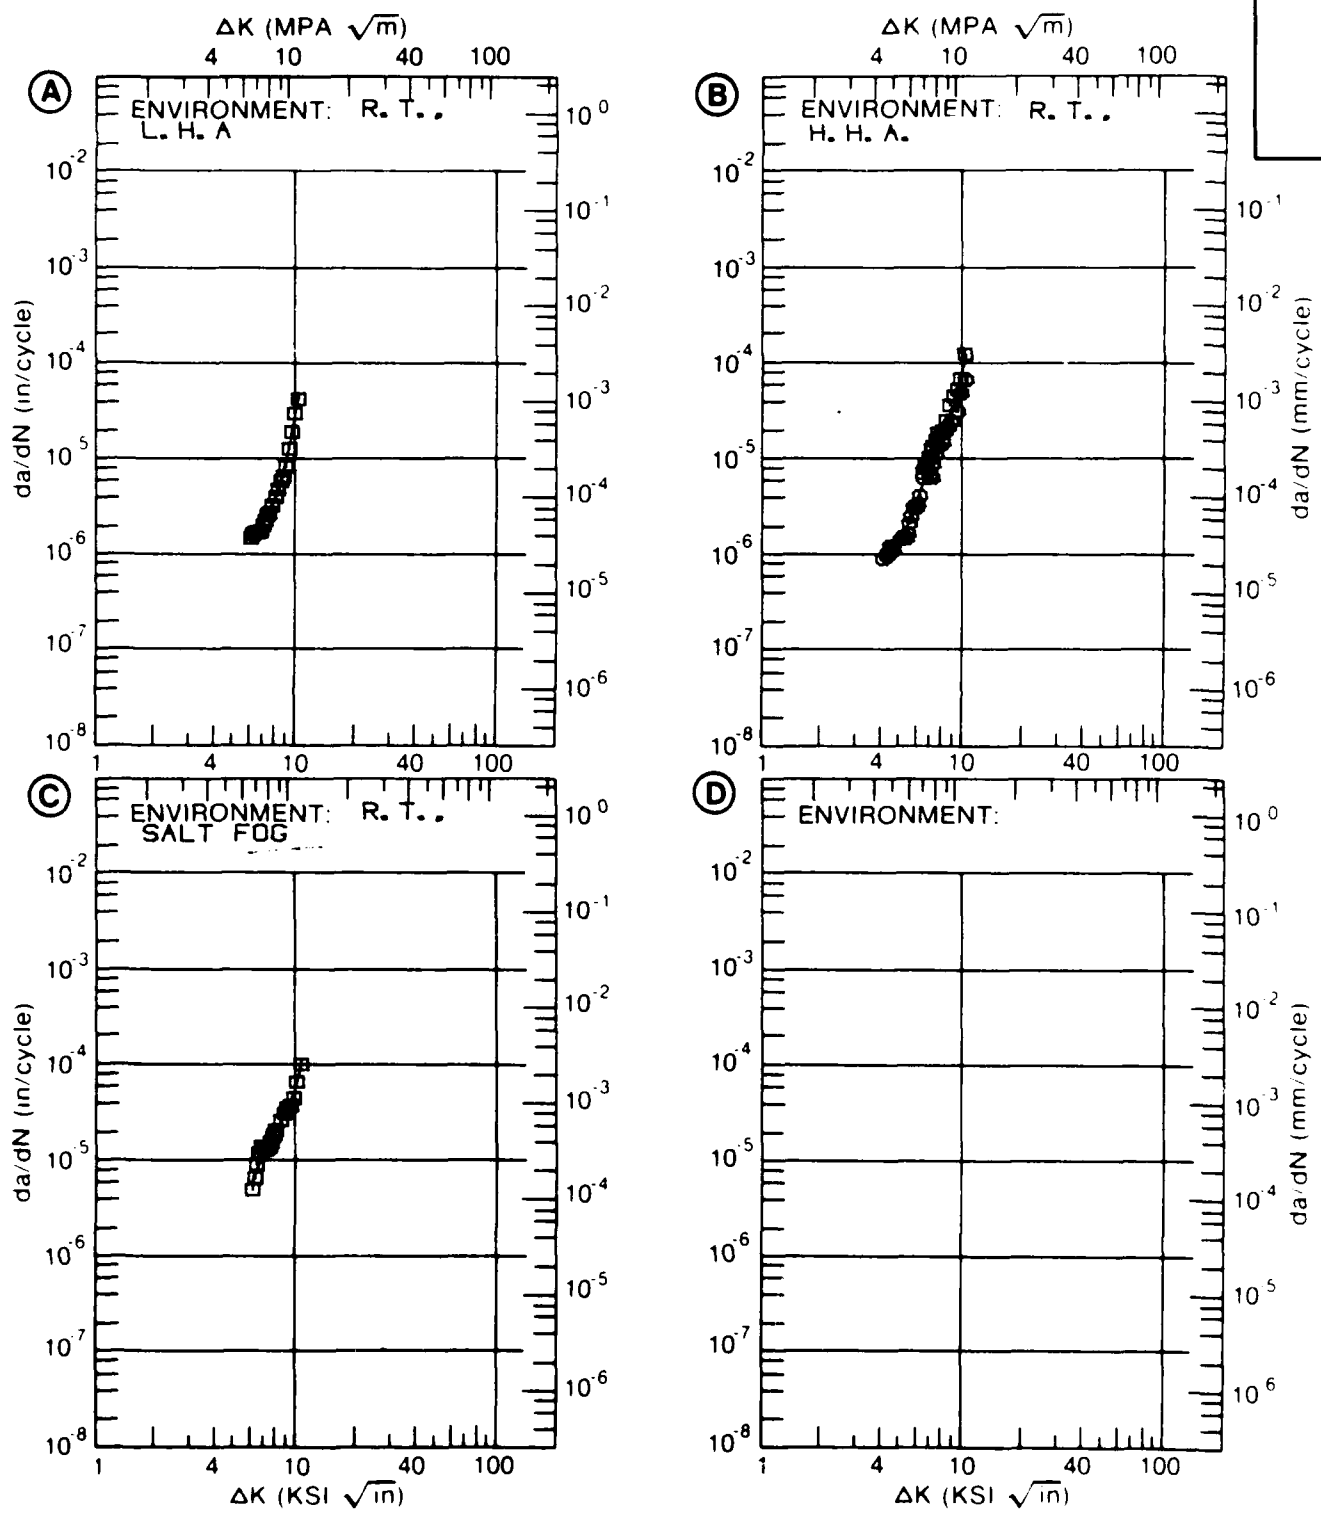 ΔK (MPA √m)
4 10 40 100
A
ENVIRONMENT: R. T.,
L. H. A
10^0
10^-2
10^-1
10^-3
10^-2
10^-4
10^-3
10^-5
10^-4
10^-6
10^-5
10^-7
10^-6
10^-8
da/dN (in/cycle)
1 4 10 40 100
ΔK (MPA √m)
4 10 40 100
B
ENVIRONMENT: R. T.,
H. H. A.
10^-2
10^-1
10^-3
10^-2
10^-4
10^-3
10^-5
10^-4
10^-6
10^-5
10^-7
10^-6
10^-8
da/dN (mm/cycle)
1 4 10 40 100
C
ENVIRONMENT: R. T.,
SALT FOG
10^0
10^-2
10^-1
10^-3
10^-2
10^-4
10^-3
10^-5
10^-4
10^-6
10^-5
10^-7
10^-6
10^-8
da/dN (in/cycle)
1 4 10 40 100
ΔK (KSI √in)
D
ENVIRONMENT:
10^0
10^-2
10^-1
10^-3
10^-2
10^-4
10^-3
10^-5
10^-4
10^-6
10^-5
10^-7
10^-6
10^-8
da/dN (mm/cycle)
1 4 10 40 100
ΔK (KSI √in)